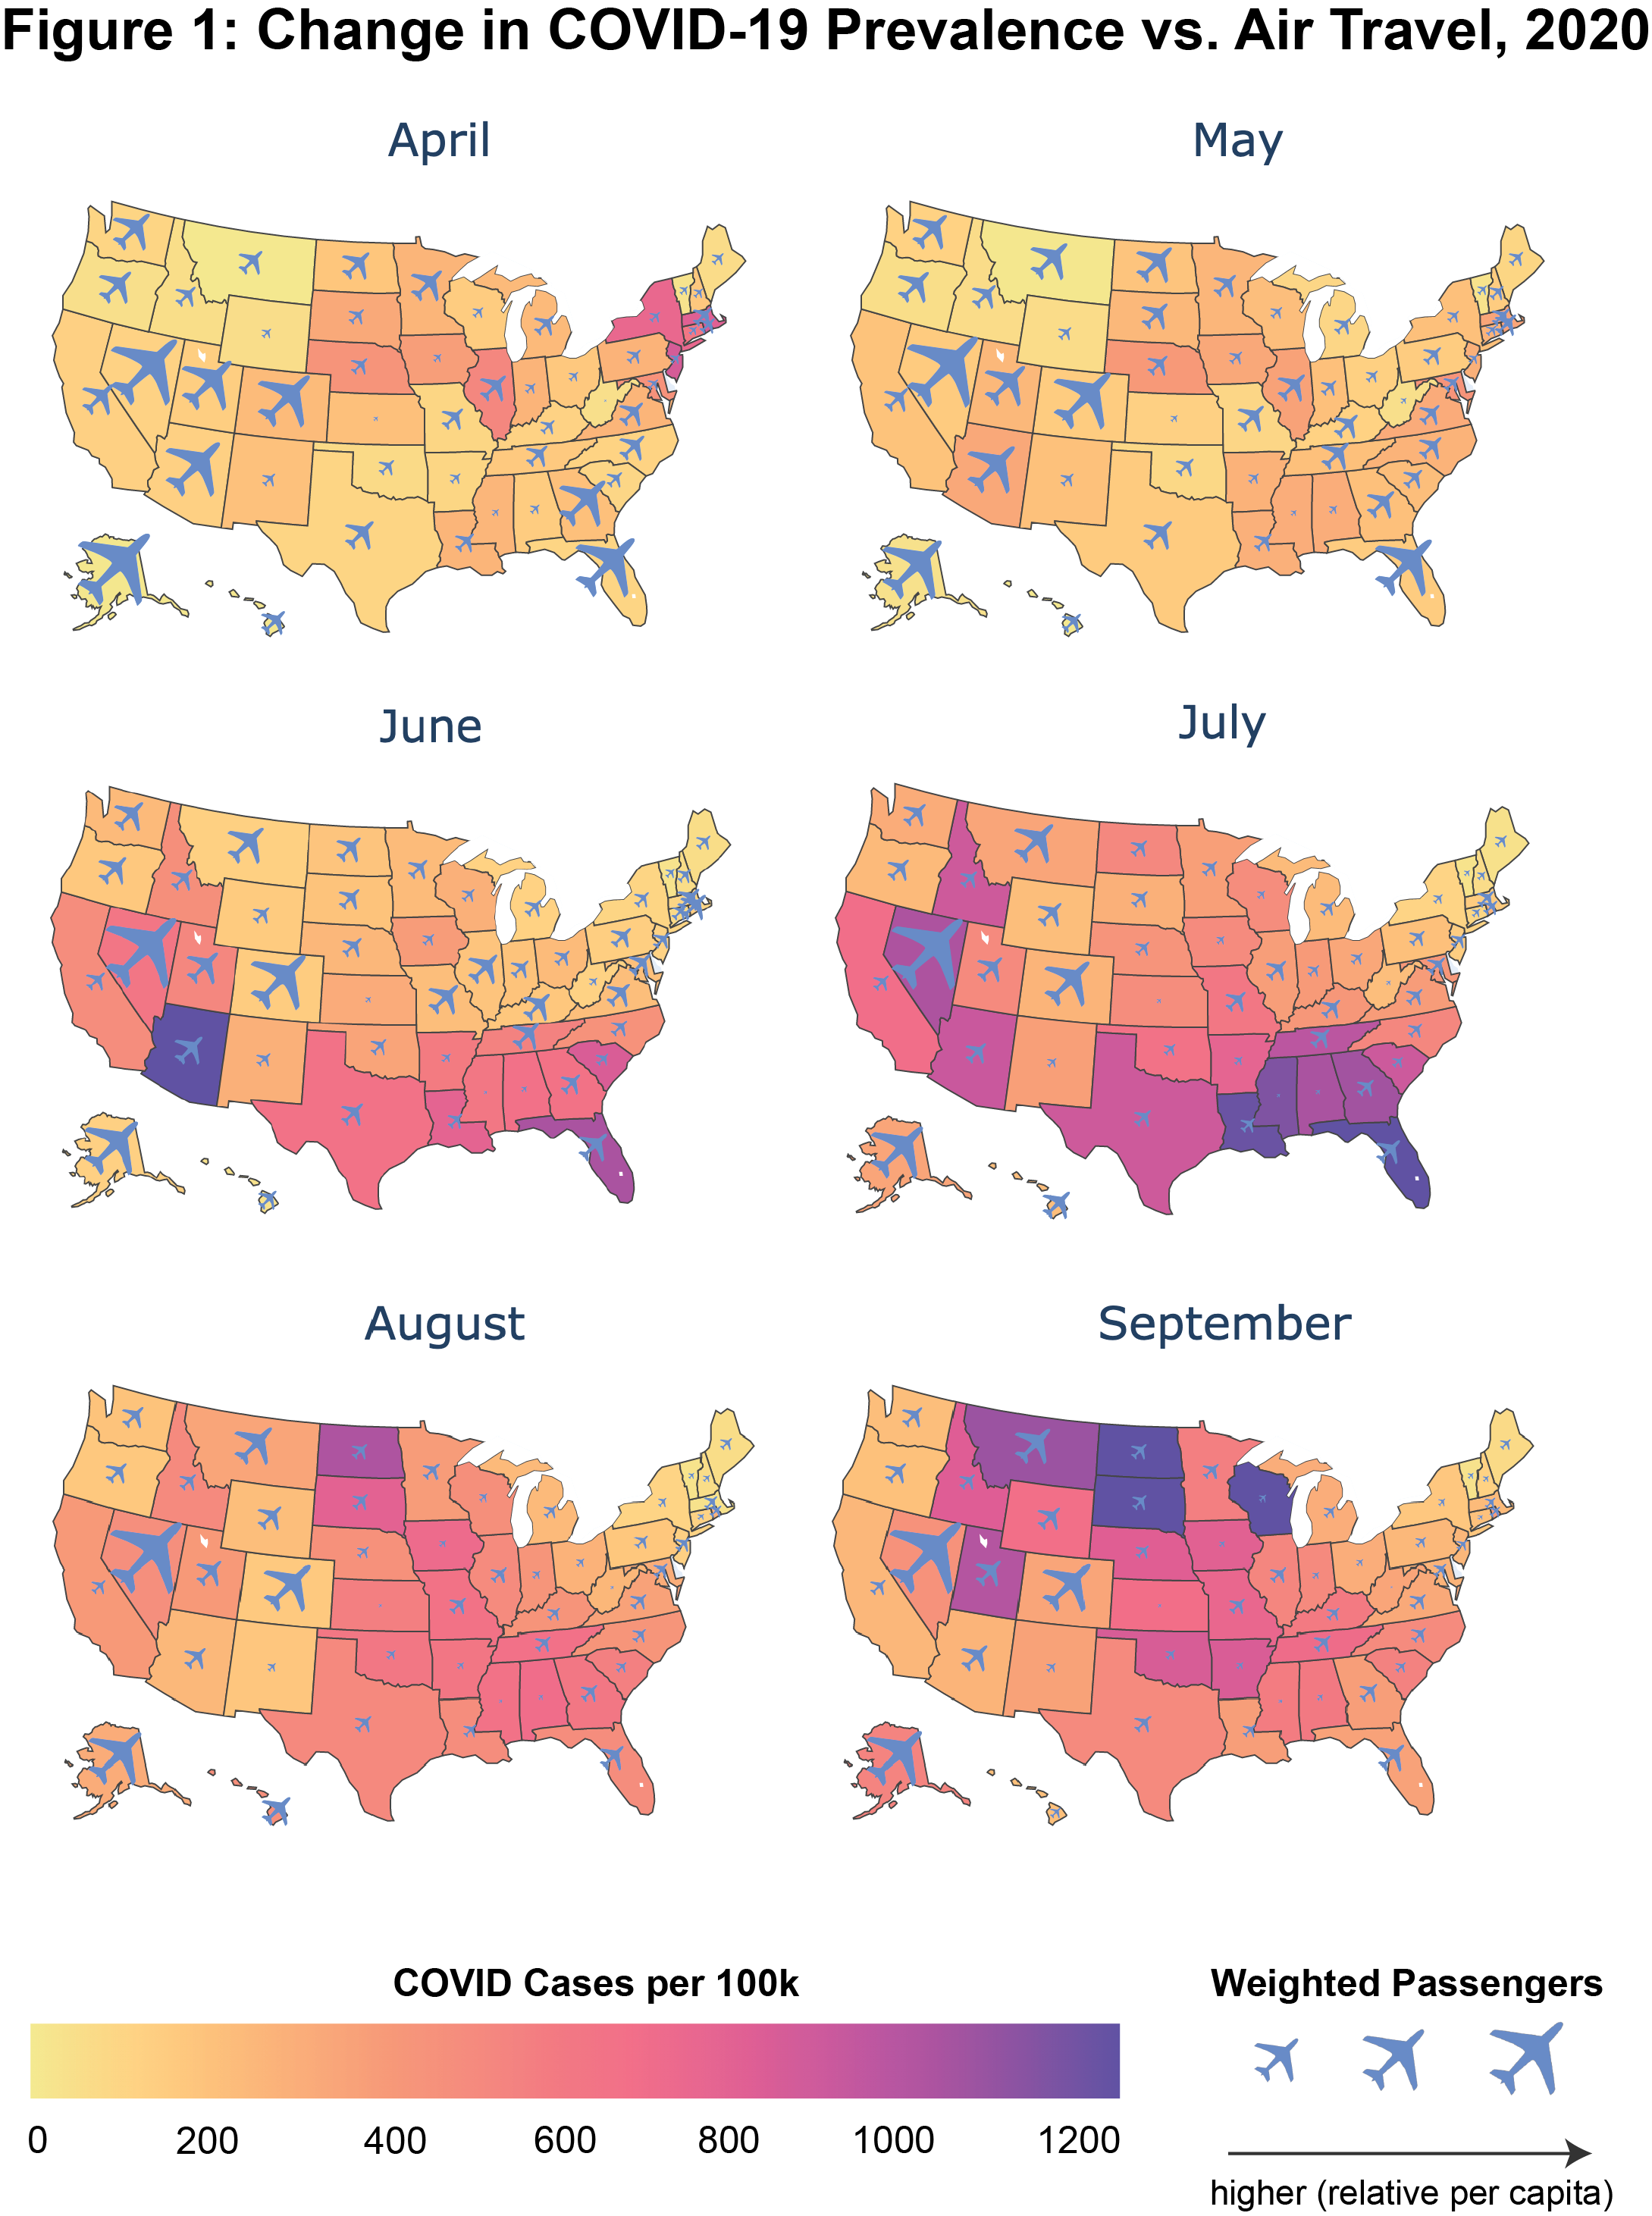 Figure 1: Change in COVID-19 Prevalence vs. Air Travel, 2020
April
May
June
July
August
September
COVID Cases per 100k
0 200 400 600 800 1000 1200
Weighted Passengers
higher (relative per capita)